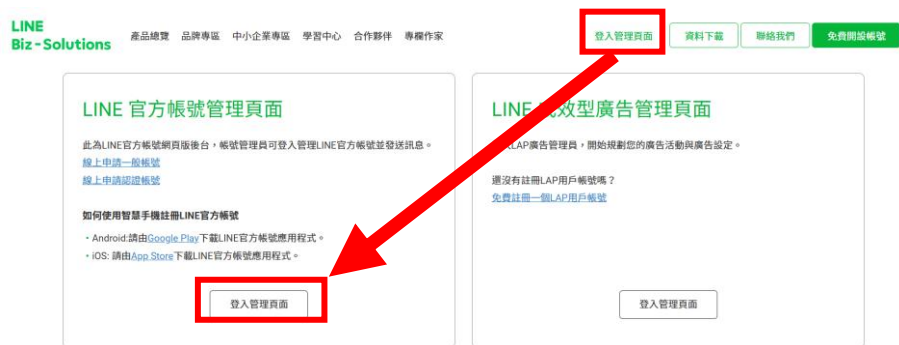 LINE
Biz-Solutions
產品總覽 品牌專區 中小企業專區 學習中心 合作夥伴 專欄作家
登入管理頁面 資料下載 聯絡我們 免費開設帳號
LINE 官方帳號管理頁面
此為LINE官方帳號網頁版後台，帳號管理員可登入管理LINE官方帳號並發送訊息。
線上申請一般帳號
線上申請認證帳號
如何使用智慧手機註冊LINE官方帳號
・Android:請由Google Play下載LINE官方帳號應用程式。
・iOS: 請由App Store下載LINE官方帳號應用程式。
登入管理頁面
LINE 效型廣告管理頁面
LAP廣告管理員，開始規劃您的廣告活動與廣告設定。
還沒有註冊LAP用戶帳號嗎？
免費註冊一個LAP用戶帳號
登入管理頁面